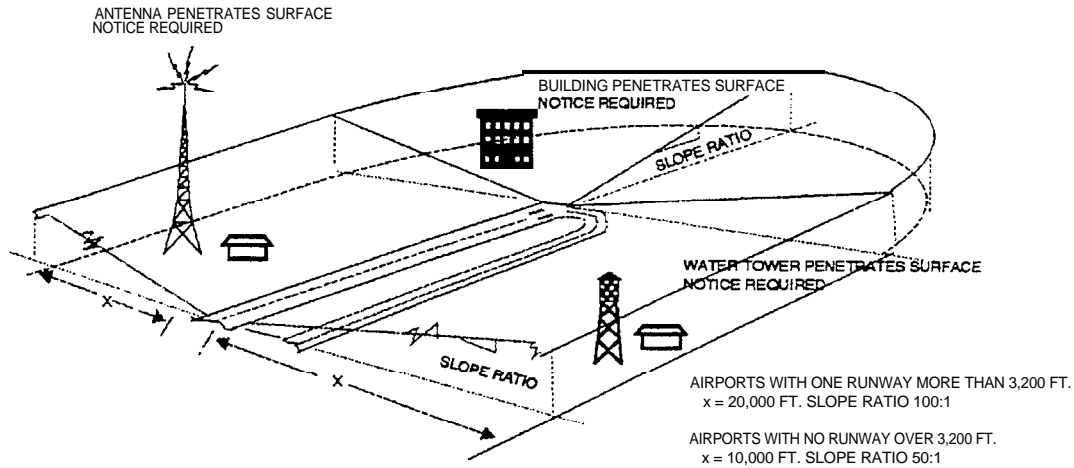 ANTENNA PENETRATES SURFACE
NOTICE REQUIRED
BUILDING PENETRATES SURFACE
NOTICE REQUIRED
SLOPE RATIO
WATER TOWER PENETRATES SURFACE
NOTICE REQUIRED
x
SLOPE RATIO
x
AIRPORTS WITH ONE RUNWAY MORE THAN 3,200 FT.
x = 20,000 FT. SLOPE RATIO 100:1
AIRPORTS WITH NO RUNWAY OVER 3,200 FT.
x = 10,000 FT. SLOPE RATIO 50:1